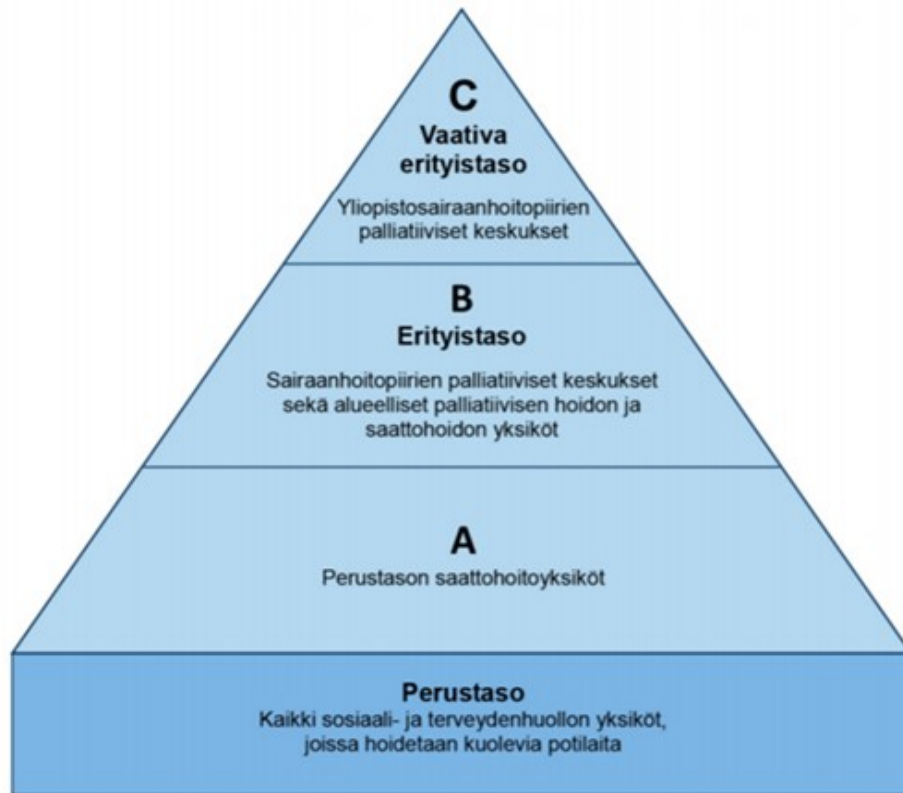 C
Vaativa
erityistaso
Yliopistosairaanhoitopiirien
palliatiiviset keskukset
B
Erityistaso
Sairaanhoitopiirien palliatiiviset keskukset
sekä alueelliset palliatiivisen hoidon ja
saattohoidon yksiköt
A
Perustason saattohoitoyksiköt
Perustaso
Kaikki sosiaali- ja terveydenhuollon yksiköt,
joissa hoidetaan kuolevia potilaita